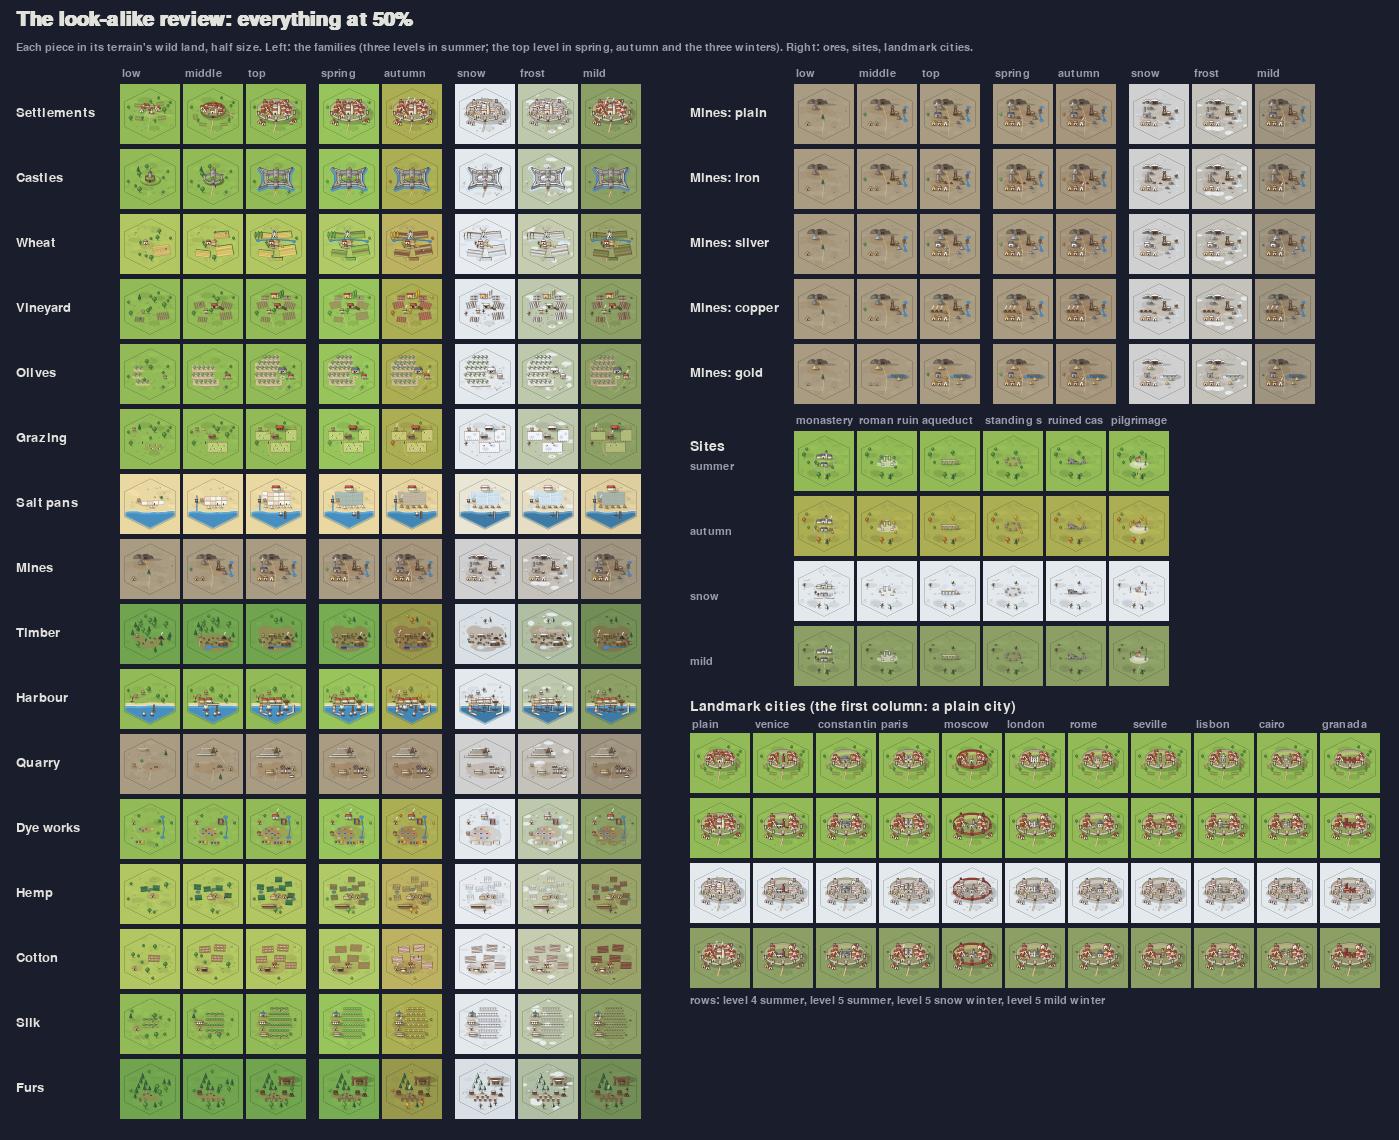 The look-alike review: everything at 50%
Each piece in its terrain's wild land, half size. Left: the families (three levels in summer; the top level in spring, autumn and the three winters). Right: ores, sites, landmark cities.
low middle top spring autumn snow frost mild
Settlements
Castles
Wheat
Vineyard
Olives
Grazing
Salt pans
Mines
Timber
Harbour
Quarry
Dye works
Hemp
Cotton
Silk
Furs
low middle top spring autumn snow frost mild
Mines: plain
Mines: iron
Mines: silver
Mines: copper
Mines: gold
monastery roman ruin aqueduct standing s ruined cas pilgrimage
Sites
summer
autumn
snow
mild
Landmark cities (the first column: a plain city)
plain venice constantin paris moscow london rome seville lisbon cairo granada
rows: level 4 summer, level 5 summer, level 5 snow winter, level 5 mild winter